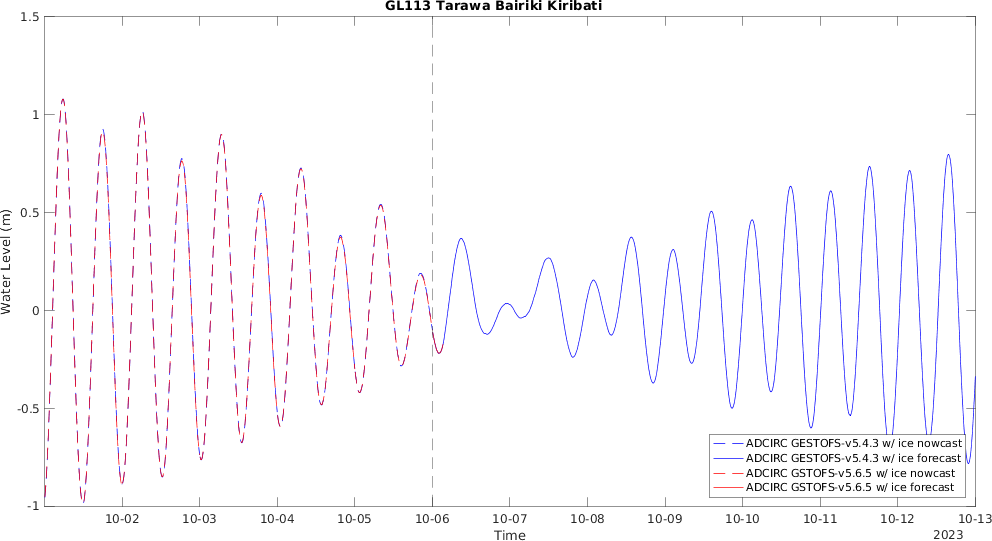 GL113 Tarawa Bairiki Kiribati
1.5
1
0.5
0
-0.5
-1
Water Level (m)
10-02
10-03
10-04
10-05
10-06
10-07
10-08
10-09
10-10
10-11
10-12
10-13
Time
2023
ADCIRC GESTOFS-v5.4.3 w/ ice nowcast
ADCIRC GESTOFS-v5.4.3 w/ ice forecast
ADCIRC GSTOFS-v5.6.5 w/ ice nowcast
ADCIRC GSTOFS-v5.6.5 w/ ice forecast